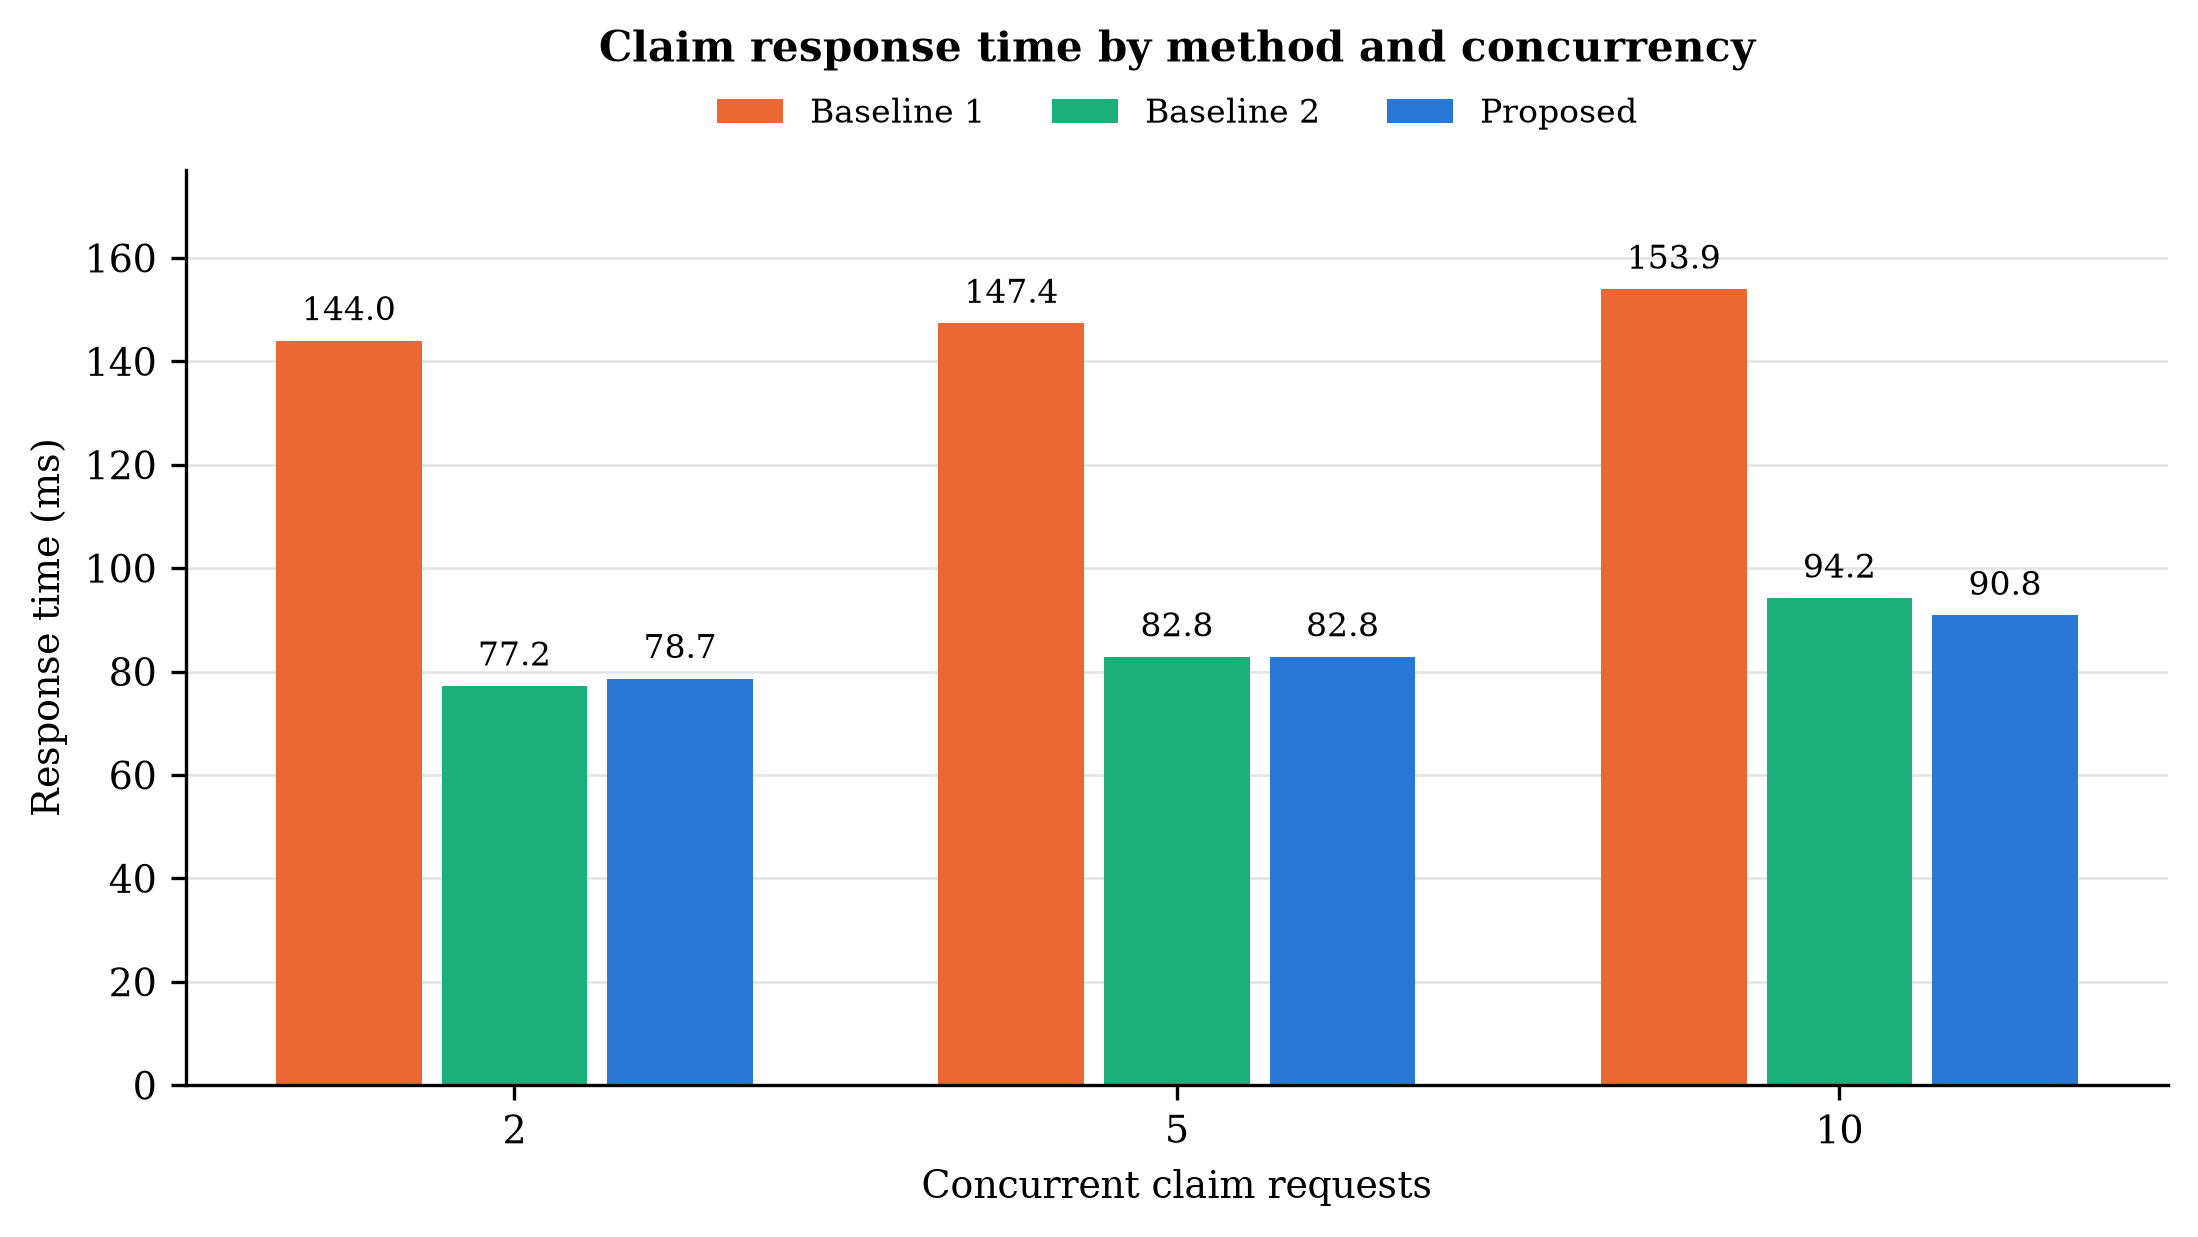 Claim response time by method and concurrency
Baseline 1 Baseline 2 Proposed
Response time (ms)
160
140
120
100
80
60
40
20
0
144.0 77.2 78.7
147.4 82.8 82.8
153.9 94.2 90.8
2 5 10
Concurrent claim requests